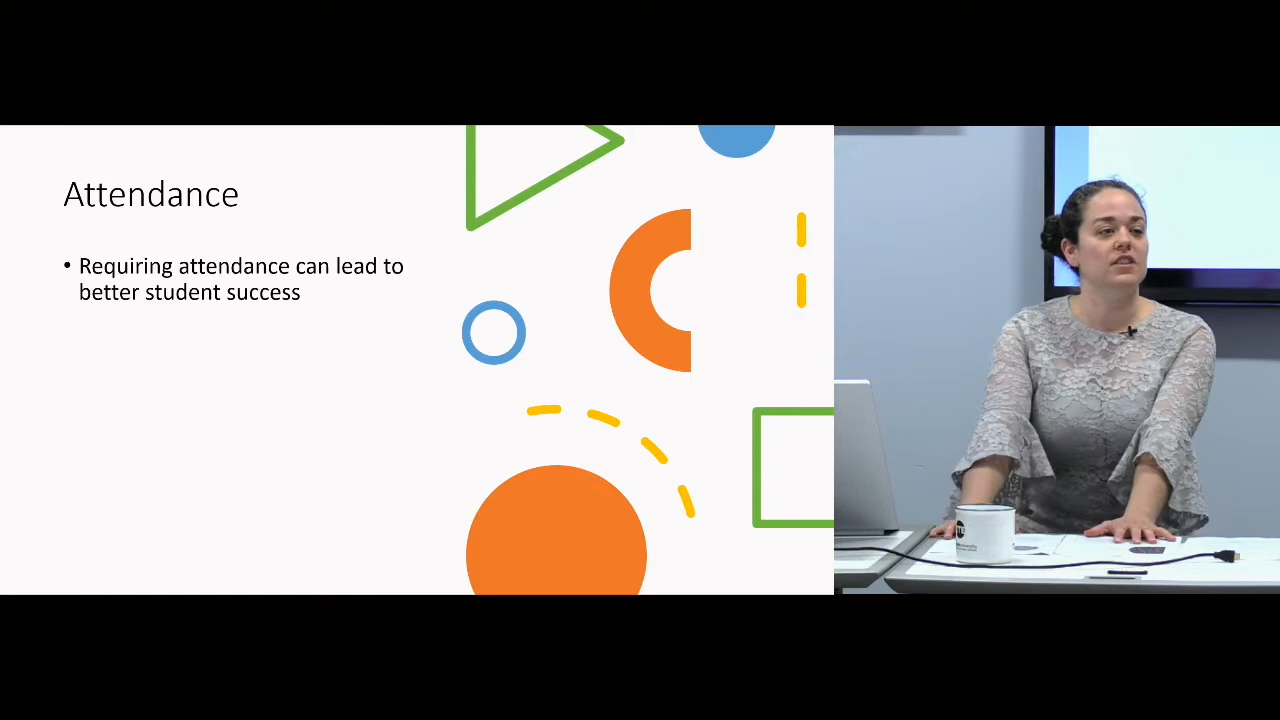 Attendance
• Requiring attendance can lead to
better student success